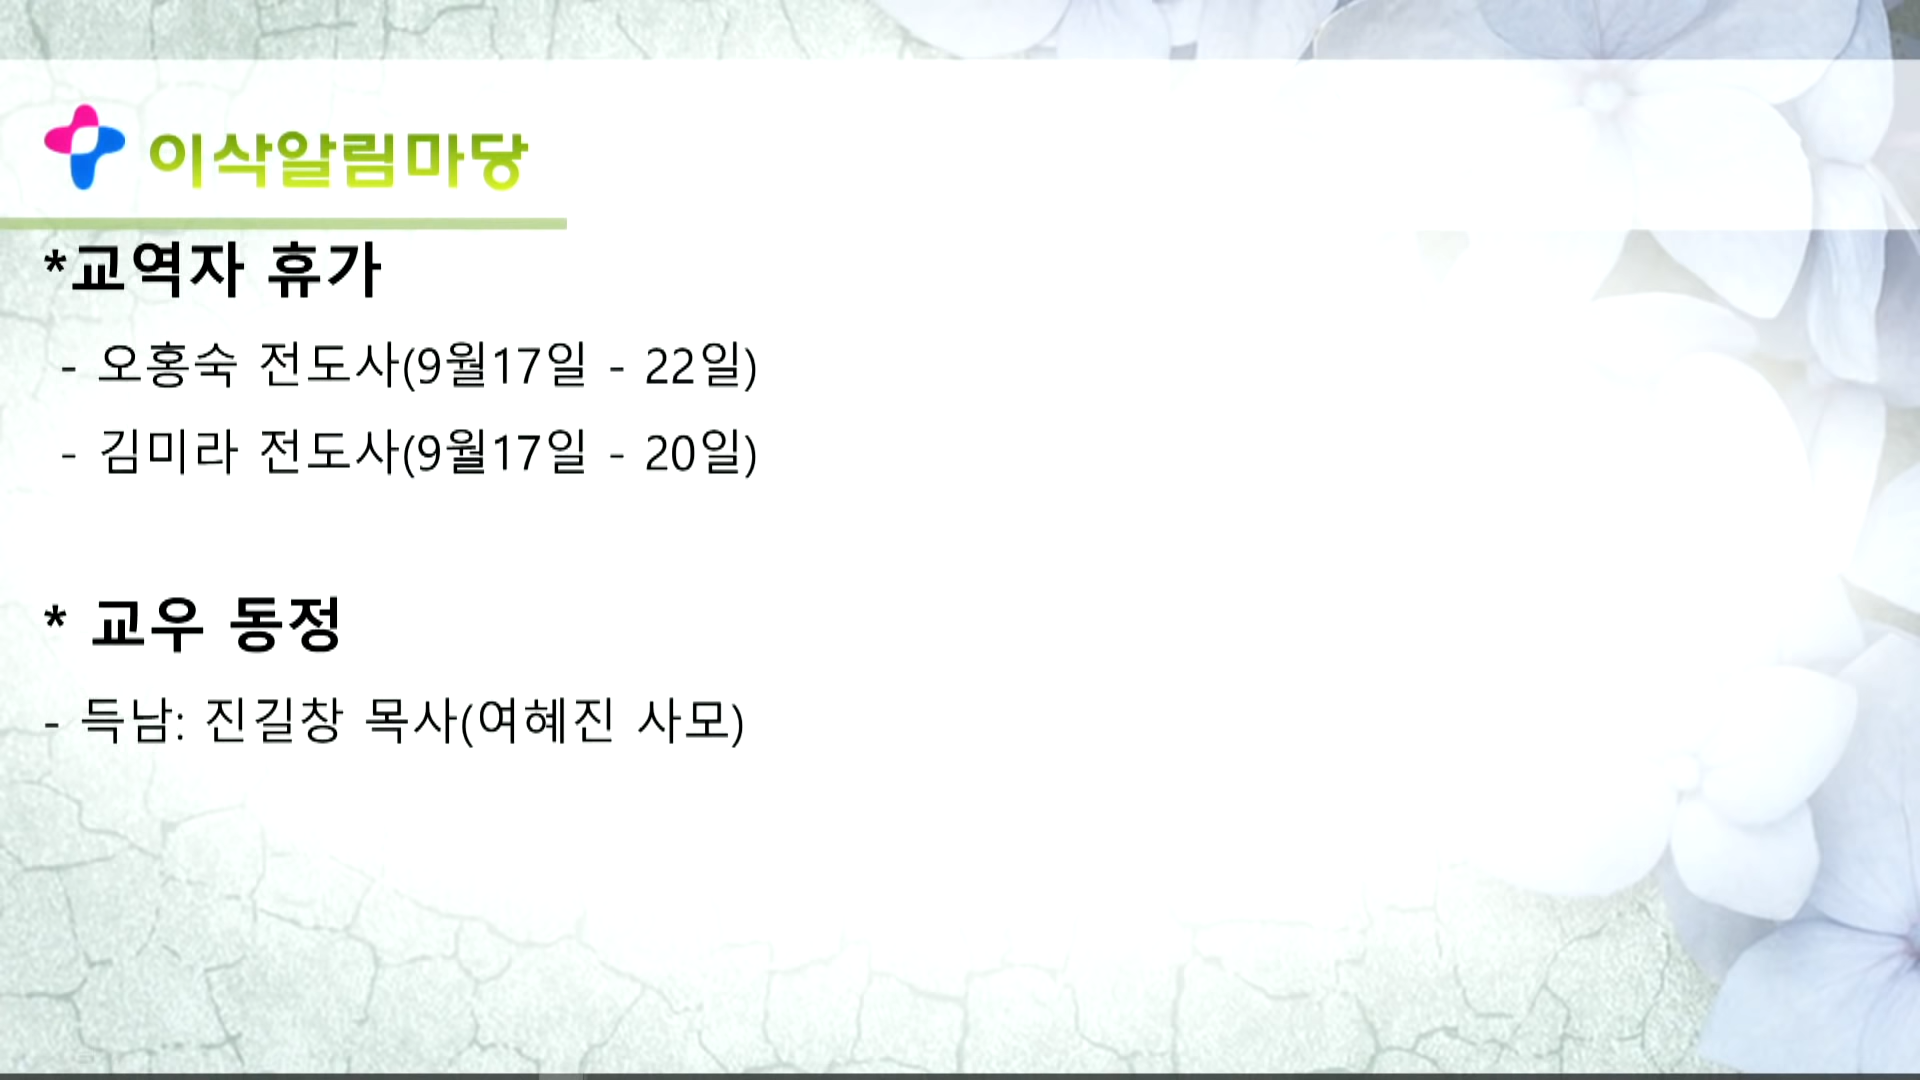 이삭알림마당
*교역자 휴가
- 오홍숙 전도사(9월17일 - 22일)
- 김미라 전도사(9월17일 - 20일)
* 교우 동정
- 득남: 진길창 목사(여혜진 사모)